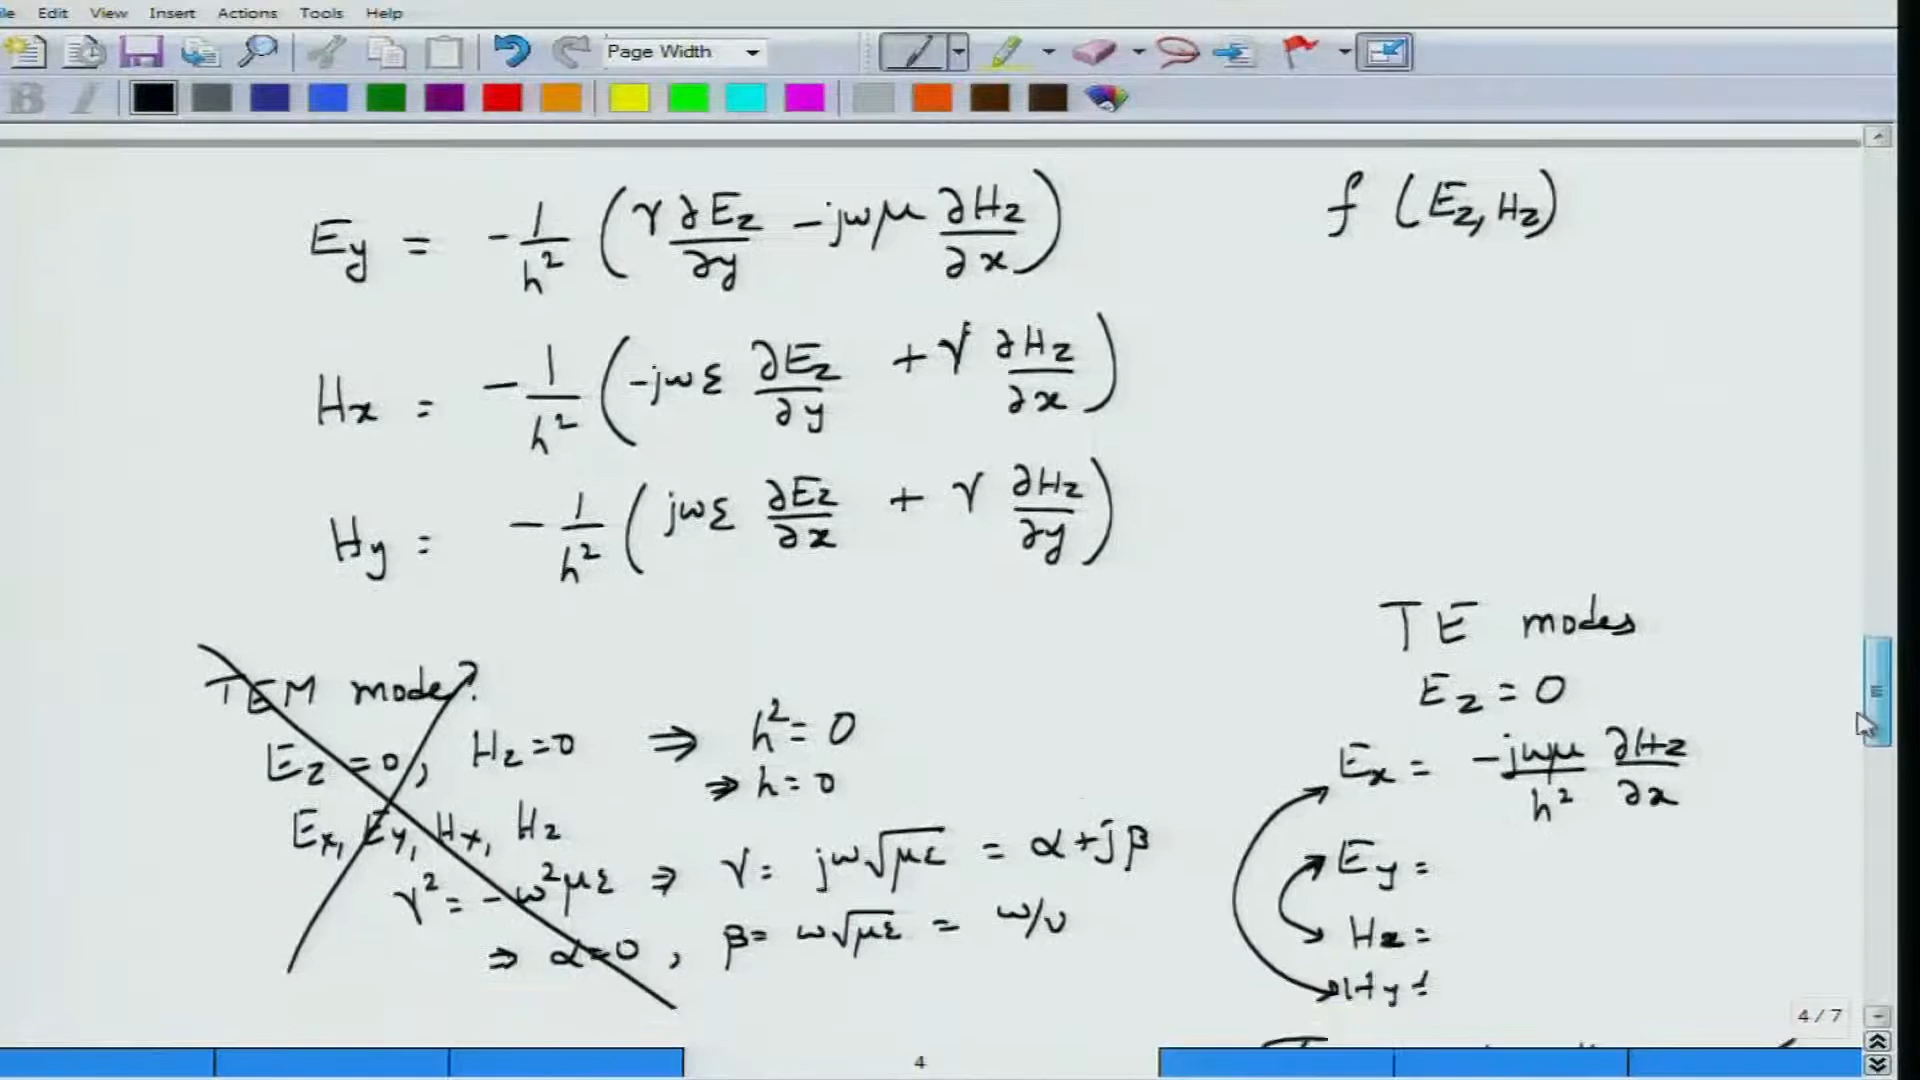 ile Edit View Insert Actions Tools Help
Page Width
B I
Ey = -1/h² (γ ∂Ez/∂y - jωμ ∂Hz/∂x)
f (Ez, Hz)
Hx = -1/h² (-jωε ∂Ez/∂y + γ ∂Hz/∂x)
Hy = -1/h² (jωε ∂Ez/∂x + γ ∂Hz/∂y)
TEM mode?
Ez = 0, Hz = 0 ⇒ h² = 0
⇒ h = 0
Ex, Ey, Hx, Hz
γ² = -ω²με ⇒ γ = jω√με = α + jβ
⇒ α = 0, β = ω√με = ω/υ
TE modes
Ez = 0
Ex = -jωμ/h² ∂Hz/∂x
Ey =
Hx =
Hy =
4 / 7
4